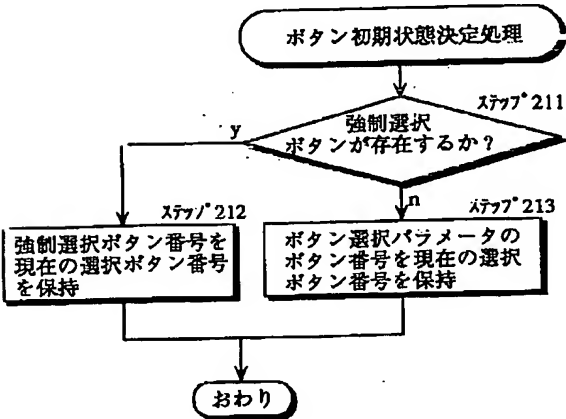 ボタン初期状態決定処理
ステップ211
強制選択
ボタンが存在するか?
y
n
ステップ212
強制選択ボタン番号を
現在の選択ボタン番号
を保持
ステップ213
ボタン選択パラメータの
ボタン番号を現在の選択
ボタン番号を保持
おわり